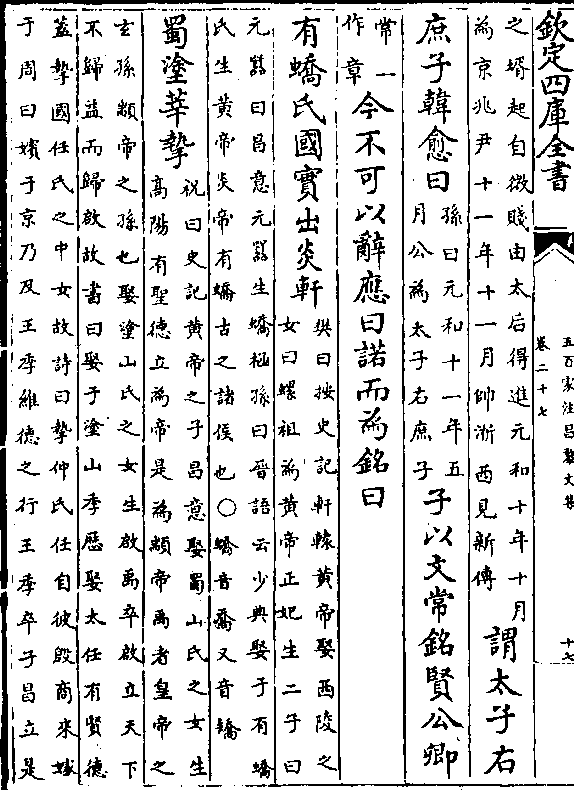 欽定四庫全書
五百家注昌黎文集
卷二十七
十七
之壻起自微賤由太后得進元和十年十月
為京兆尹十一年十一月帥浙西見新傳
謂太子右
庶子韓愈曰
孫曰元和十一年五
月公為太子右庶子
子以文常銘賢公卿
常一
作章
今不可以辭應曰諾而為銘曰
有蟜氏國實出炎軒
樊曰按史記軒轅黃帝娶西陵之
女曰嫘祖為黃帝正妃生二子曰
元囂曰昌意元囂生蟜極孫曰晉語云少典娶于有蟜
氏生黃帝炎帝有蟜古之諸侯也○蟜音喬又音矯
蜀塗莘摯
祝曰史記黃帝之子昌意娶蜀山氏之女生
高陽有聖德立為帝是為顓帝禹者皇帝之
玄孫顓帝之孫也娶塗山氏之女生啟禹卒啟立天下
不歸益而歸啟故書曰娶于塗山季歷娶太任有賢德
蓋摯國任氏之中女故詩曰摯仲氏任自彼殷商來嫁
于周曰嬪于京乃及王季維德之行王季卒子昌立是